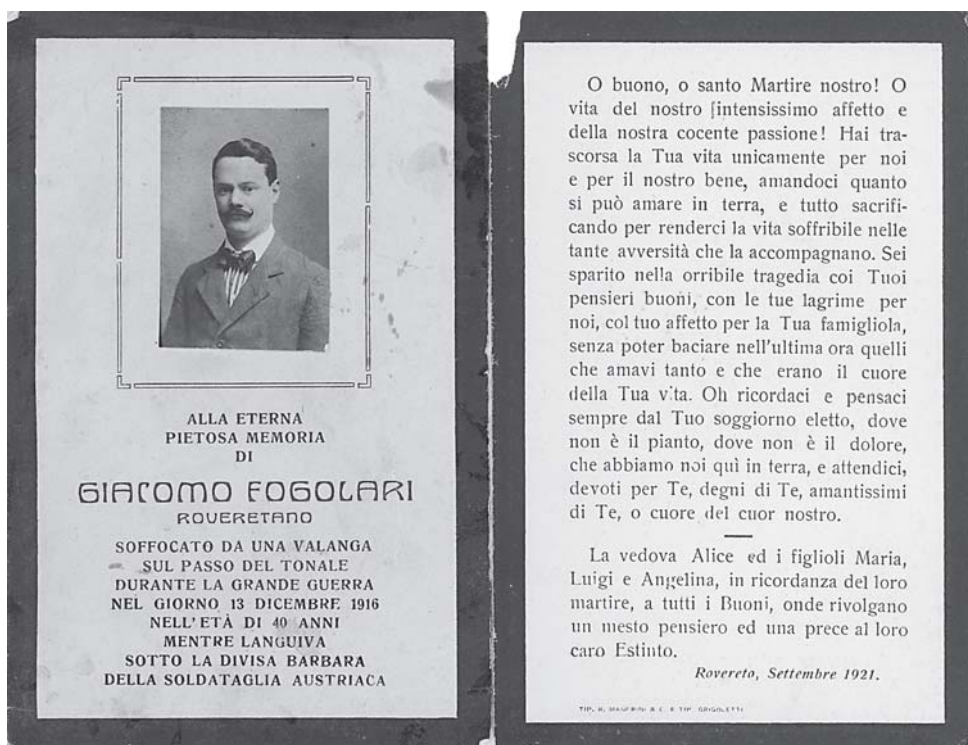 ALLA ETERNA
PIETOSA MEMORIA
DI
GIACOMO FOGOLARI
ROVERETANO
SOFFOCATO DA UNA VALANGA
SUL PASSO DEL TONALE
DURANTE LA GRANDE GUERRA
NEL GIORNO 13 DICEMBRE 1916
NELL'ETÀ DI 40 ANNI
MENTRE LANGUIVA
SOTTO LA DIVISA BARBARA
DELLA SOLDATAGLIA AUSTRIACA
O buono, o santo Martire nostro! O
vita del nostro intensissimo affetto e
della nostra cocente passione! Hai tra-
scorsa la Tua vita unicamente per noi
e per il nostro bene, amandoci quanto
si può amare in terra, e tutto sacrifi-
cando per renderci la vita soffribile nelle
tante avversità che la accompagnano. Sei
sparito nella orribile tragedia coi Tuoi
pensieri buoni, con le tue lagrime per
noi, col tuo affetto per la Tua famigliola,
senza poter baciare nell'ultima ora quelli
che amavi tanto e che erano il cuore
della Tua vita. Oh ricordaci e pensaci
sempre dal Tuo soggiorno eletto, dove
non è il pianto, dove non è il dolore,
che abbiamo noi quì in terra, e attendici,
devoti per Te, degni di Te, amantissimi
di Te, o cuore del cuor nostro.
La vedova Alice ed i figlioli Maria,
Luigi e Angelina, in ricordanza del loro
martire, a tutti i Buoni, onde rivolgano
un mesto pensiero ed una prece al loro
caro Estinto.
Rovereto, Settembre 1921.
TIP. R. MANFRINI & C. E TIP. GRIGOLETTI